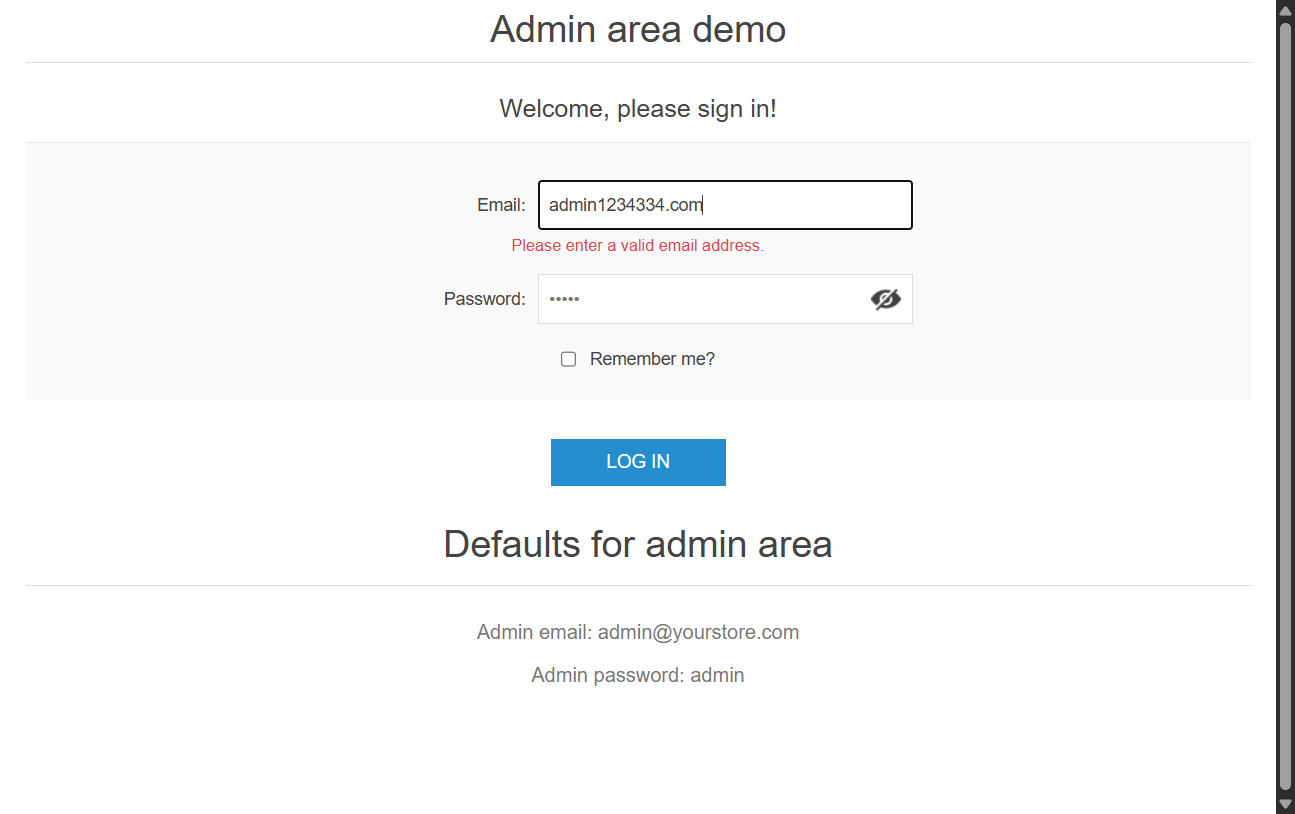 Admin area demo
Welcome, please sign in!
Email: admin1234334.com
Please enter a valid email address.
Password: •••••
Remember me?
LOG IN
Defaults for admin area
Admin email: admin@yourstore.com
Admin password: admin